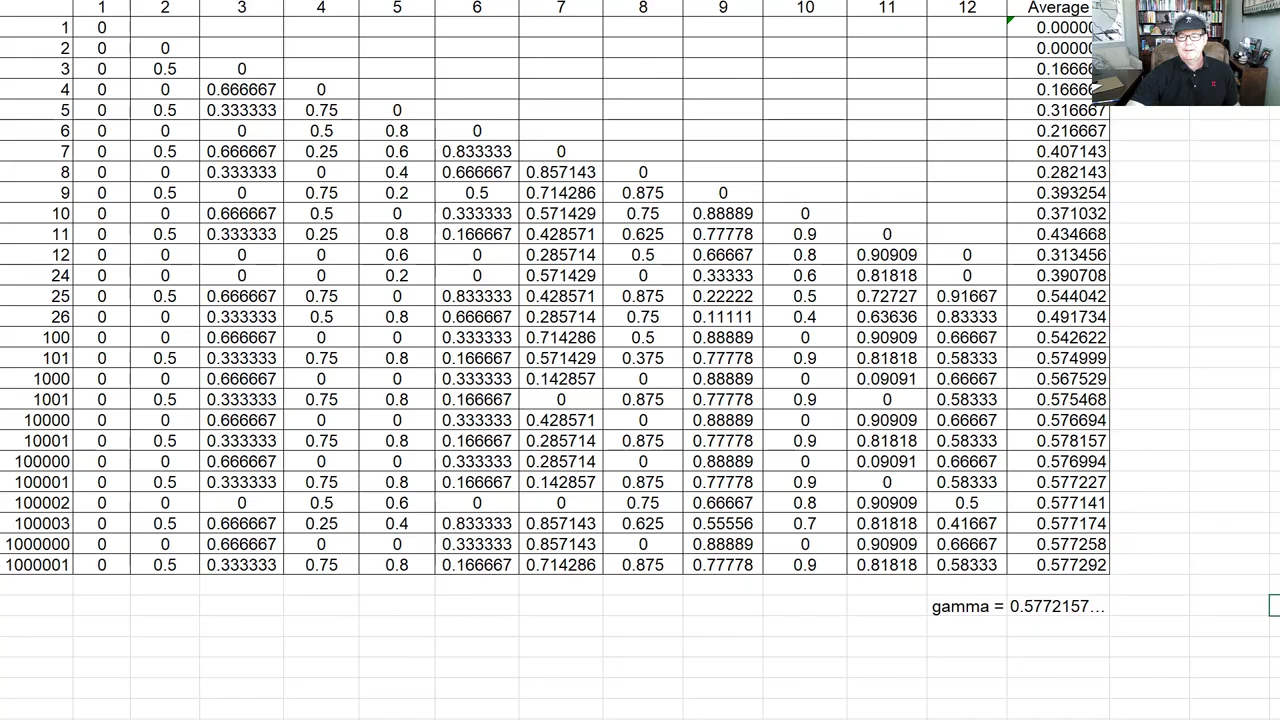 1 2 3 4 5 6 7 8 9 10 11 12 Average
1 0 0.0000
2 0 0 0.0000
3 0 0.5 0 0.1666
4 0 0 0.666667 0 0.1666
5 0 0.5 0.333333 0.75 0 0.316667
6 0 0 0 0.5 0.8 0 0.216667
7 0 0.5 0.666667 0.25 0.6 0.833333 0 0.407143
8 0 0 0.333333 0 0.4 0.666667 0.857143 0 0.282143
9 0 0.5 0 0.75 0.2 0.5 0.714286 0.875 0 0.393254
10 0 0 0.666667 0.5 0 0.333333 0.571429 0.75 0.88889 0 0.371032
11 0 0.5 0.333333 0.25 0.8 0.166667 0.428571 0.625 0.77778 0.9 0 0.434668
12 0 0 0 0 0.6 0 0.285714 0.5 0.66667 0.8 0.90909 0 0.313456
24 0 0 0 0 0.2 0 0.571429 0 0.33333 0.6 0.81818 0 0.390708
25 0 0.5 0.666667 0.75 0 0.833333 0.428571 0.875 0.22222 0.5 0.72727 0.91667 0.544042
26 0 0 0.333333 0.5 0.8 0.666667 0.285714 0.75 0.11111 0.4 0.63636 0.83333 0.491734
100 0 0 0.666667 0 0 0.333333 0.714286 0.5 0.88889 0 0.90909 0.66667 0.542622
101 0 0.5 0.333333 0.75 0.8 0.166667 0.571429 0.375 0.77778 0.9 0.81818 0.58333 0.574999
1000 0 0 0.666667 0 0 0.333333 0.142857 0 0.88889 0 0.09091 0.66667 0.567529
1001 0 0.5 0.333333 0.75 0.8 0.166667 0 0.875 0.77778 0.9 0 0.58333 0.575468
10000 0 0 0.666667 0 0 0.333333 0.428571 0 0.88889 0 0.90909 0.66667 0.576694
10001 0 0.5 0.333333 0.75 0.8 0.166667 0.285714 0.875 0.77778 0.9 0.81818 0.58333 0.578157
100000 0 0 0.666667 0 0 0.333333 0.285714 0 0.88889 0 0.09091 0.66667 0.576994
100001 0 0.5 0.333333 0.75 0.8 0.166667 0.142857 0.875 0.77778 0.9 0 0.58333 0.577227
100002 0 0 0 0.5 0.6 0 0 0.75 0.66667 0.8 0.90909 0.5 0.577141
100003 0 0.5 0.666667 0.25 0.4 0.833333 0.857143 0.625 0.55556 0.7 0.81818 0.41667 0.577174
1000000 0 0 0.666667 0 0 0.333333 0.857143 0 0.88889 0 0.90909 0.66667 0.577258
1000001 0 0.5 0.333333 0.75 0.8 0.166667 0.714286 0.875 0.77778 0.9 0.81818 0.58333 0.577292
gamma = 0.5772157…